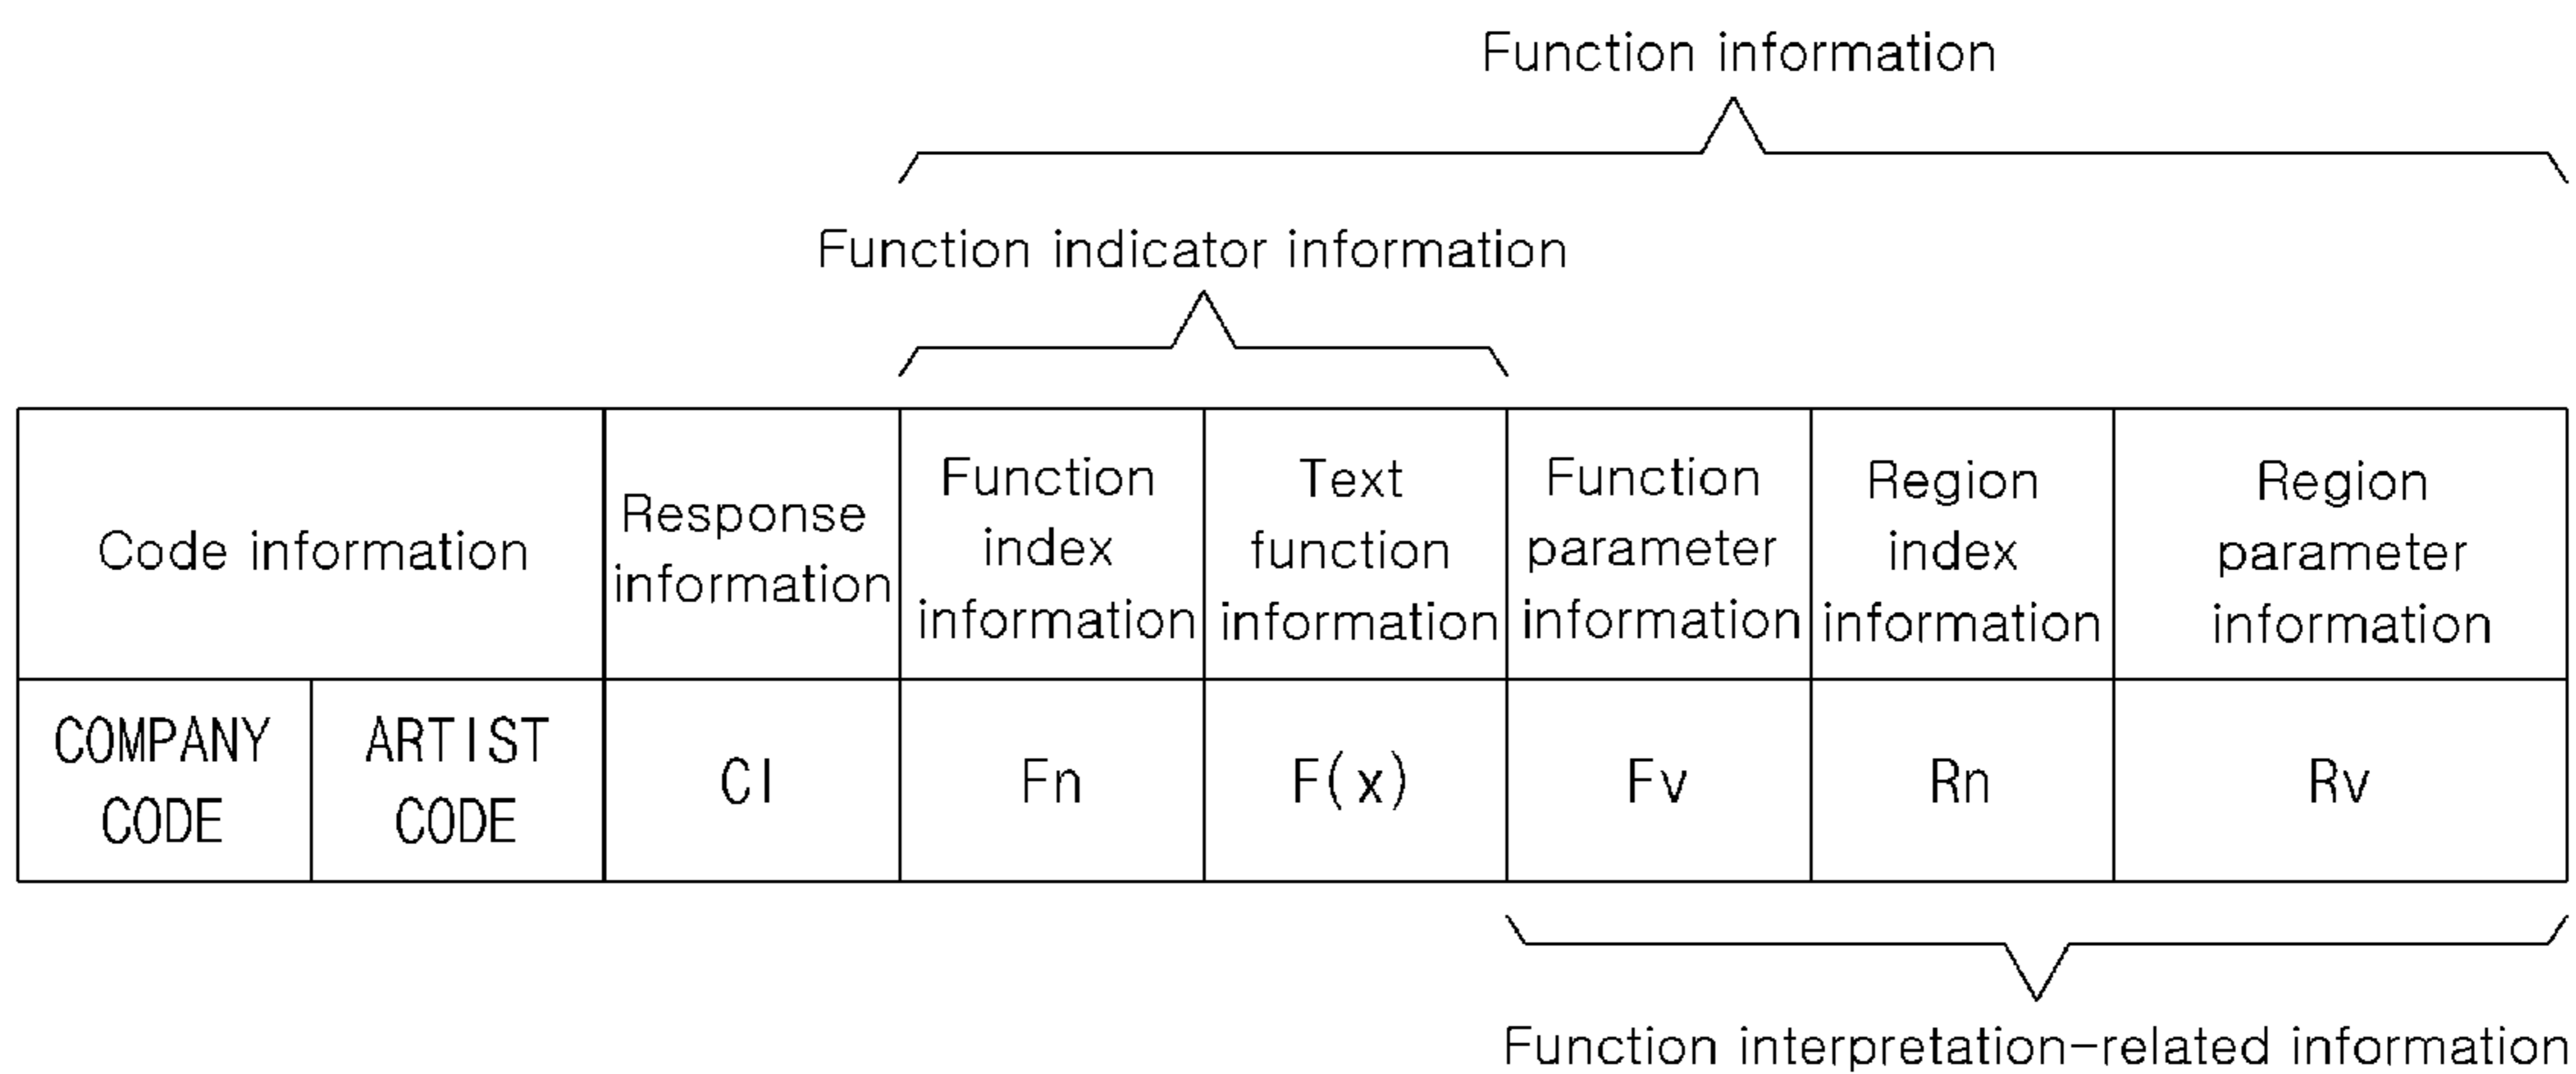 Function information
Function indicator information
Code information
Response
information
Function
index
information
Text
function
information
Function
parameter
information
Region
index
information
Region
parameter
information
COMPANY
CODE
ARTIST
CODE
CI
Fn
F(x)
Fv
Rn
Rv
Function interpretation-related information